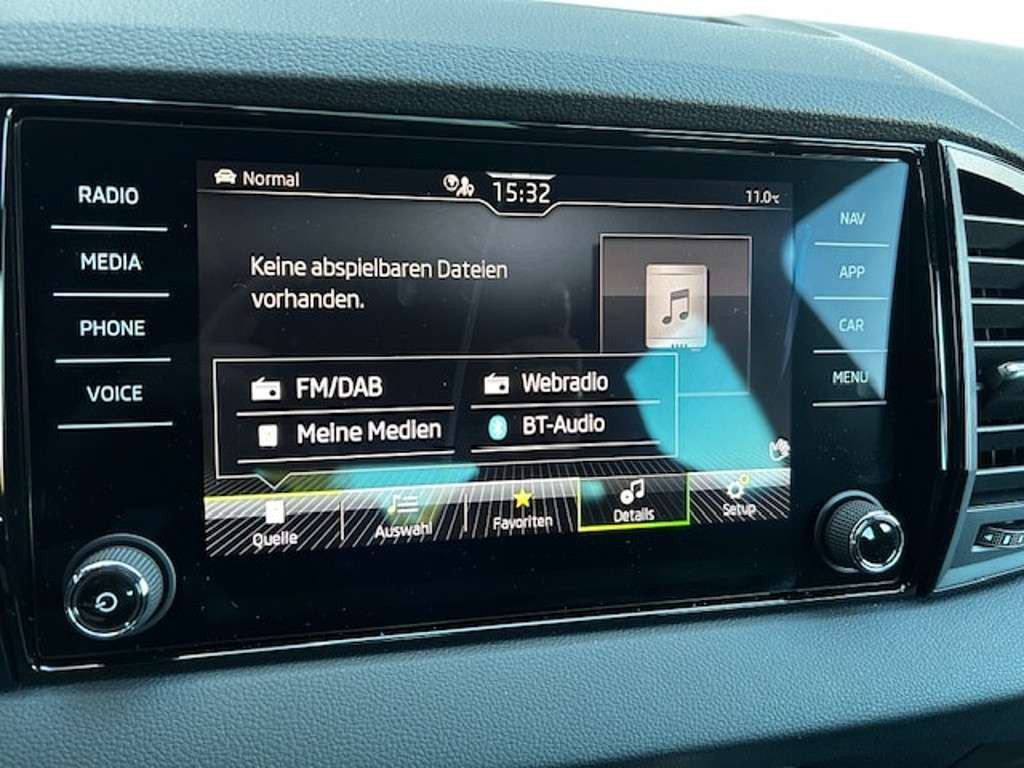 RADIO
MEDIA
PHONE
VOICE
Normal
15:32
11.0°C
Keine abspielbaren Dateien
vorhanden.
FM/DAB
Webradio
Meine Medien
BT-Audio
Quelle
Auswahl
Favoriten
Details
Setup
NAV
APP
CAR
MENU